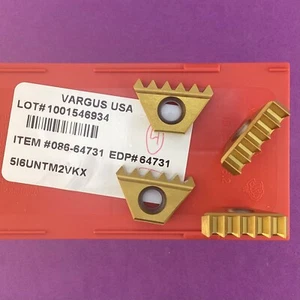 VARGUS USA
LOT#1001546934
4
ITEM #086-64731 EDP# 64731
5I6UNTM2VKX